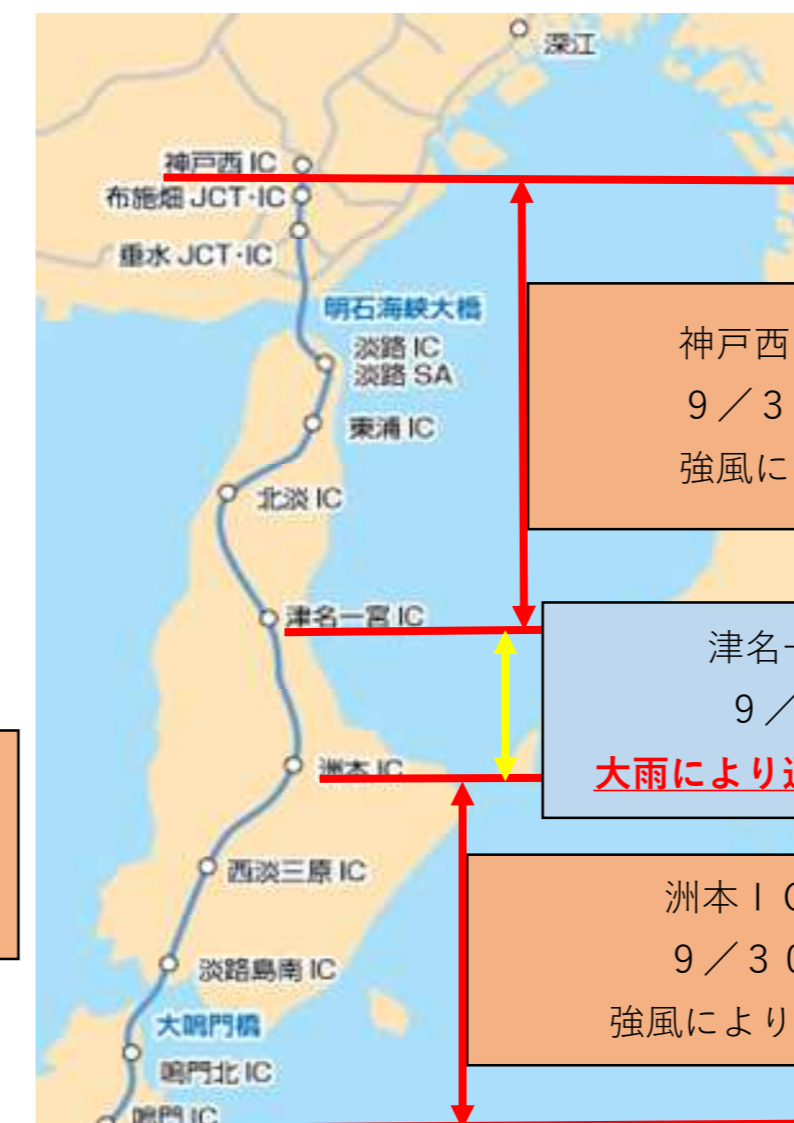 深江
神戸西 IC
布施畑 JCT・IC
垂水 JCT・IC
明石海峡大橋
淡路 IC
淡路 SA
東浦 IC
北淡 IC
津名一宮 IC
洲本 IC
西淡三原 IC
淡路島南 IC
大鳴門橋
鳴門北 IC
鳴門 IC
神戸西
９／３
強風に
津名
９／
大雨により
洲本ＩＣ
９／３０
強風により